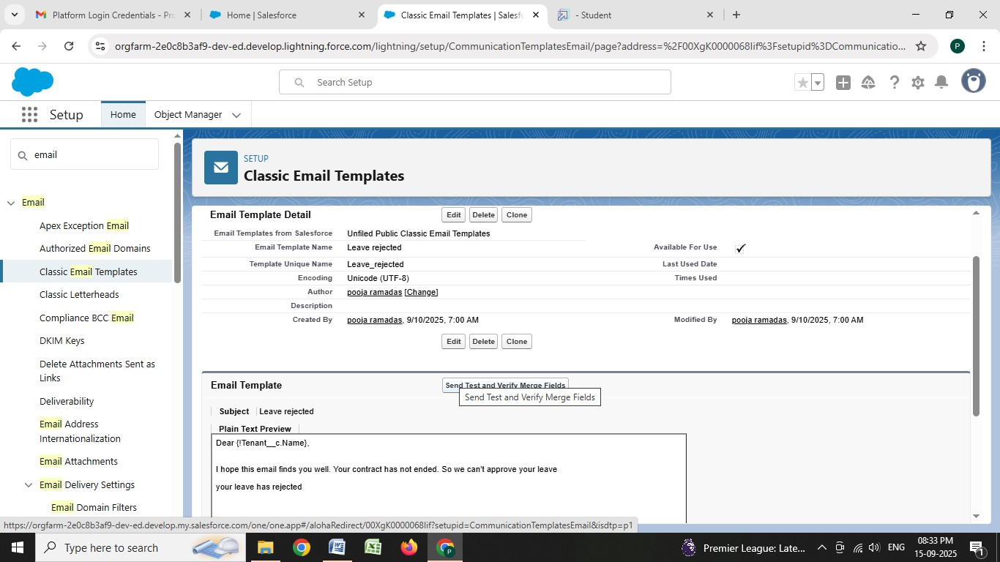 Platform Login Credentials - Pro
Home | Salesforce
Classic Email Templates | Salesf
- Student
orgfarm-2e0c8b3af9-dev-ed.develop.lightning.force.com/lightning/setup/CommunicationTemplatesEmail/page?address=%2F00XgK0000068Iif%3Fsetupid%3DCommunicatio...
P
Search Setup
Setup
Home
Object Manager
email
Email
Apex Exception Email
Authorized Email Domains
Classic Email Templates
Classic Letterheads
Compliance BCC Email
DKIM Keys
Delete Attachments Sent as
Links
Deliverability
Email Address
Internationalization
Email Attachments
Email Delivery Settings
Email Domain Filters
SETUP
Classic Email Templates
Email Template Detail
Edit Delete Clone
Email Templates from Salesforce Unfiled Public Classic Email Templates
Email Template Name Leave rejected Available For Use
Template Unique Name Leave_rejected Last Used Date
Encoding Unicode (UTF-8) Times Used
Author pooja ramadas [Change]
Description
Created By pooja ramadas, 9/10/2025, 7:00 AM Modified By pooja ramadas, 9/10/2025, 7:00 AM
Edit Delete Clone
Email Template Send Test and Verify Merge Fields
Send Test and Verify Merge Fields
Subject Leave rejected
Plain Text Preview
Dear {!Tenant__c.Name},
I hope this email finds you well. Your contract has not ended. So we can't approve your leave
your leave has rejected
https://orgfarm-2e0c8b3af9-dev-ed.develop.my.salesforce.com/one/one.app#/alohaRedirect/00XgK0000068Iif?setupid=CommunicationTemplatesEmail&isdtp=p1
Type here to search
Premier League: Late...
ENG
08:33 PM
15-09-2025
1